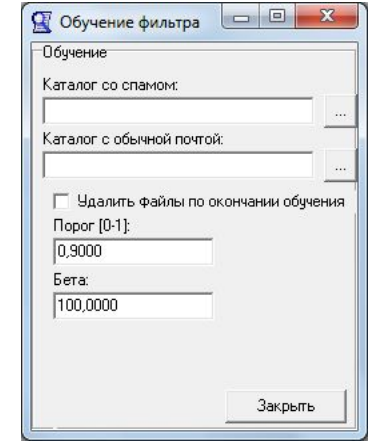 Обучение фильтра
Обучение
Каталог со спамом:
...
Каталог с обычной почтой:
...
Удалить файлы по окончании обучения
Порог [0-1]:
0,9000
Бета:
100,0000
Закрыть